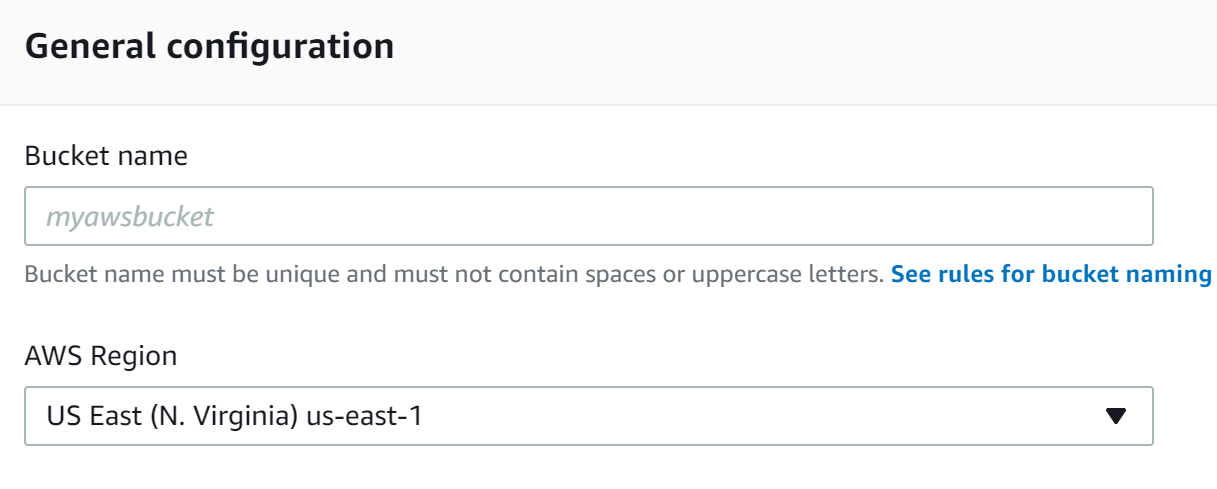 General configuration
Bucket name
myawsbucket
Bucket name must be unique and must not contain spaces or uppercase letters. See rules for bucket naming
AWS Region
US East (N. Virginia) us-east-1